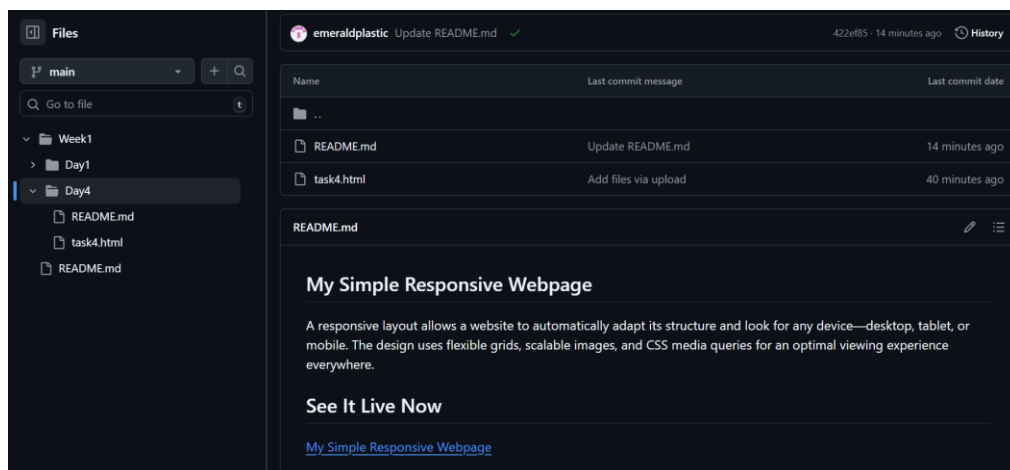 Files
main
Go to file
t
Week1
Day1
Day4
README.md
task4.html
README.md
emeraldplastic Update README.md
422ef85 · 14 minutes ago
History
Name Last commit message Last commit date
..
README.md Update README.md 14 minutes ago
task4.html Add files via upload 40 minutes ago
README.md
My Simple Responsive Webpage
A responsive layout allows a website to automatically adapt its structure and look for any device—desktop, tablet, or
mobile. The design uses flexible grids, scalable images, and CSS media queries for an optimal viewing experience
everywhere.
See It Live Now
My Simple Responsive Webpage